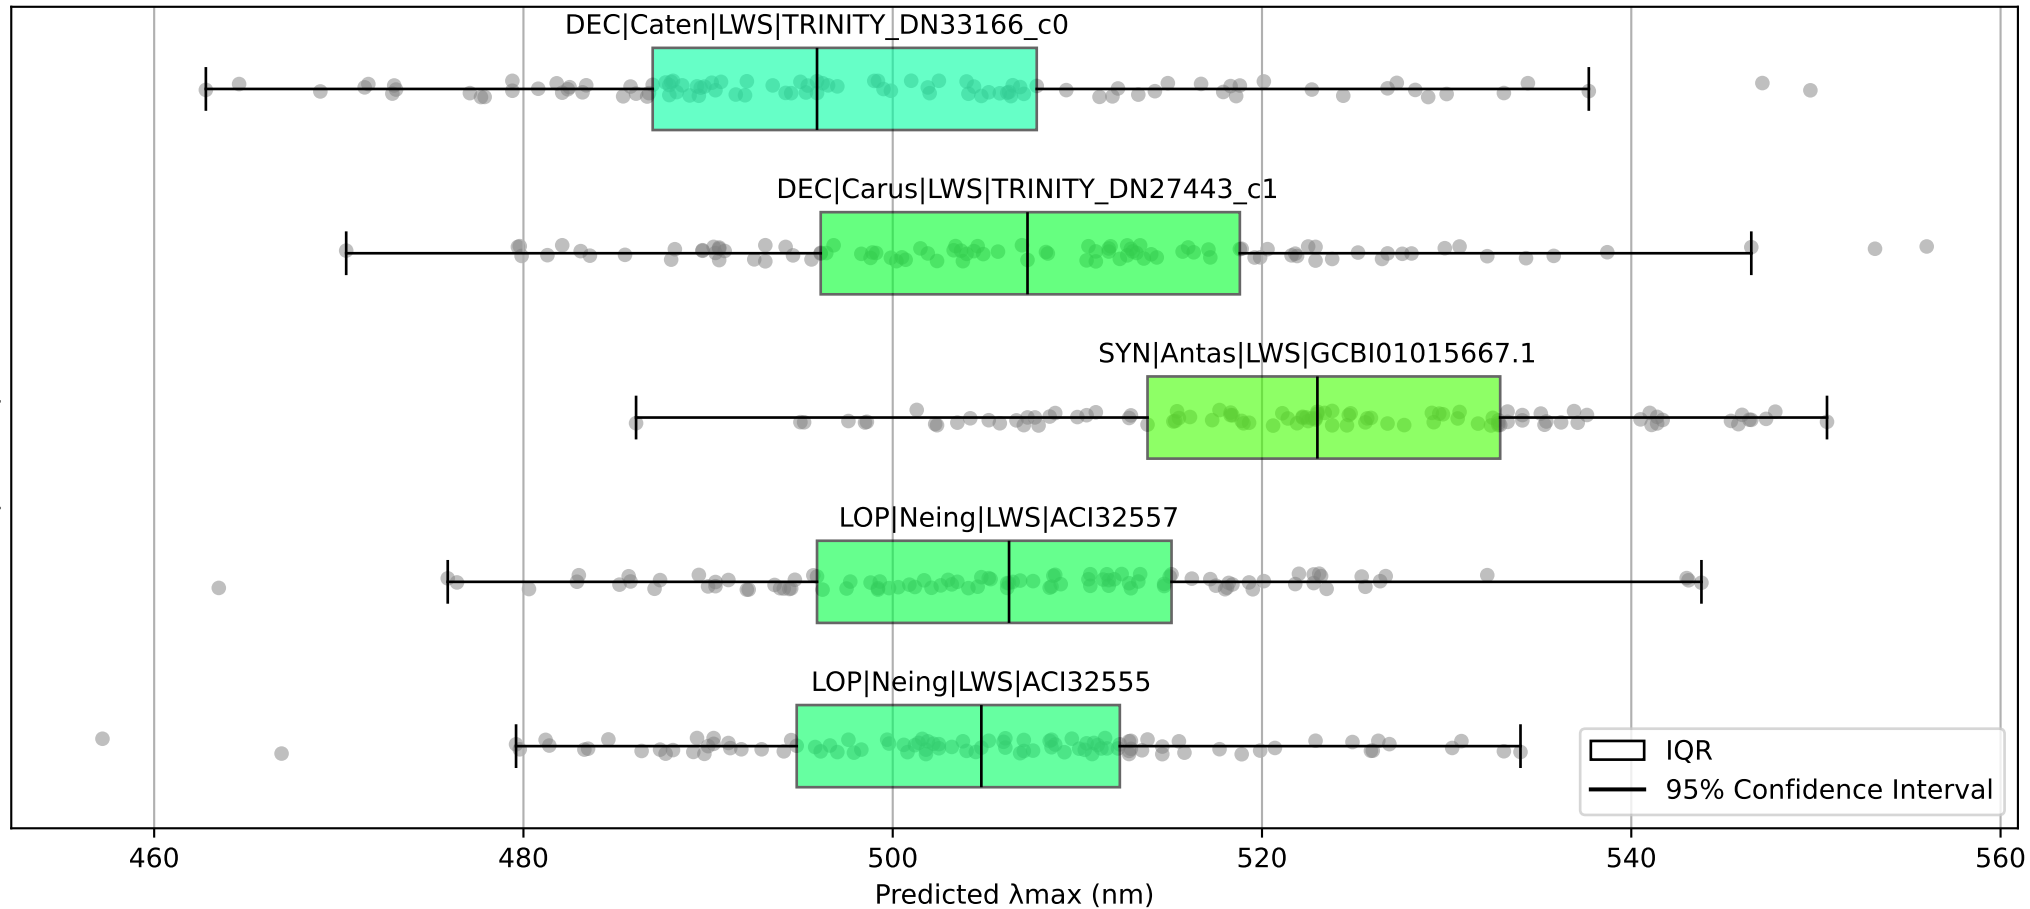 DEC|Caten|LWS|TRINITY_DN33166_c0
DEC|Carus|LWS|TRINITY_DN27443_c1
SYN|Antas|LWS|GCBI01015667.1
LOP|Neing|LWS|ACI32557
LOP|Neing|LWS|ACI32555
IQR
95% Confidence Interval
460 480 500 520 540 560
Predicted λmax (nm)